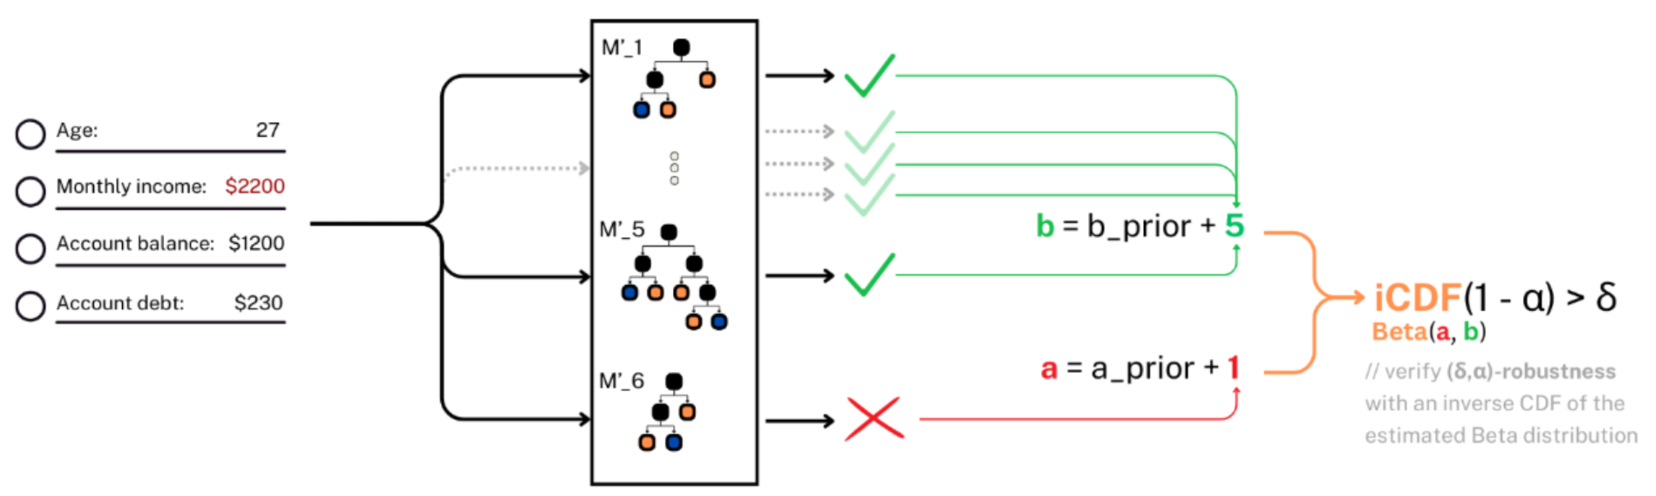 Age: 27
Monthly income: $2200
Account balance: $1200
Account debt: $230
M'_1
M'_5
M'_6
b = b_prior + 5
a = a_prior + 1
iCDF(1 - α) > δ
Beta(a, b)
// verify (δ,α)-robustness
with an inverse CDF of the
estimated Beta distribution